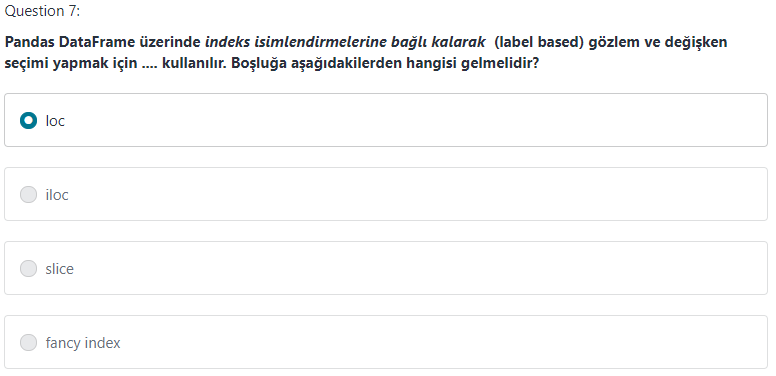 Question 7:
Pandas DataFrame üzerinde indeks isimlendirmelerine bağlı kalarak (label based) gözlem ve değişken
seçimi yapmak için .... kullanılır. Boşluğa aşağıdakilerden hangisi gelmelidir?
loc
iloc
slice
fancy index